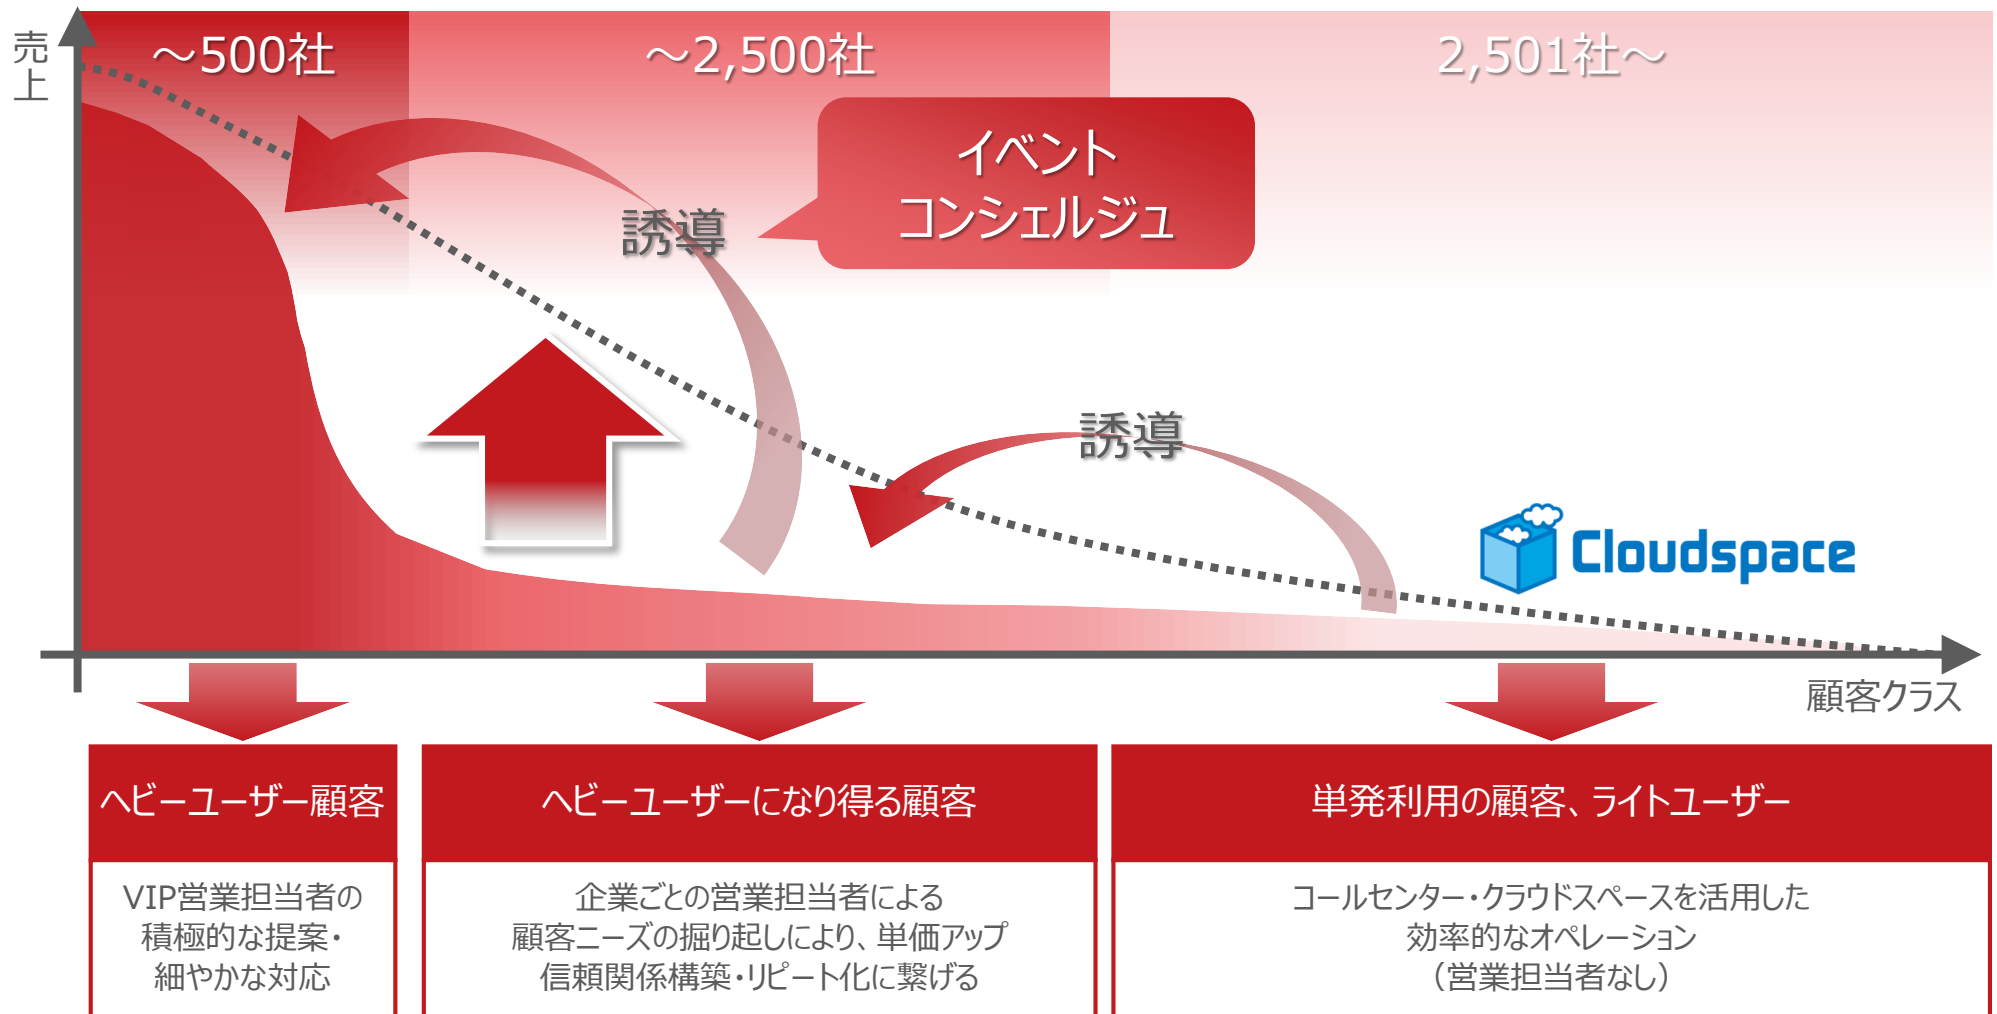 売上
~500社
~2,500社
2,501社~
イベント
コンシェルジュ
誘導
誘導
Cloudspace
顧客クラス
ヘビーユーザー顧客
VIP営業担当者の
積極的な提案・
細やかな対応
ヘビーユーザーになり得る顧客
企業ごとの営業担当者による
顧客ニーズの掘り起しにより、単価アップ
信頼関係構築・リピート化に繋げる
単発利用の顧客、ライトユーザー
コールセンター・クラウドスペースを活用した
効率的なオペレーション
（営業担当者なし）